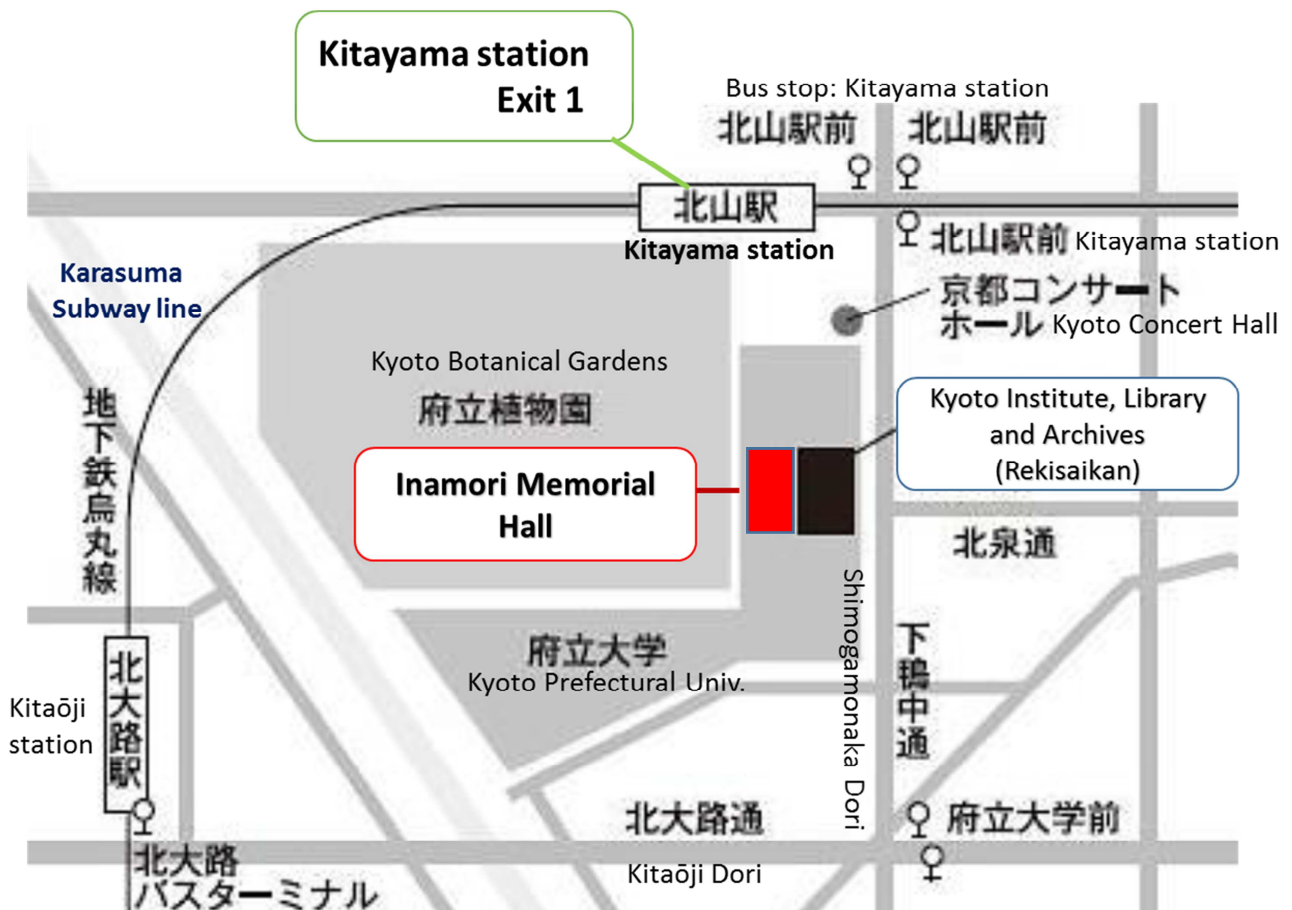 Kitayama station
Exit 1
Bus stop: Kitayama station
北山駅前
北山駅前
北山駅
Kitayama station
北山駅前 Kitayama station
Karasuma
Subway line
京都コンサート
ホール Kyoto Concert Hall
Kyoto Botanical Gardens
府立植物園
地下鉄烏丸線
Kyoto Institute, Library
and Archives
(Rekisaikan)
Inamori Memorial
Hall
北泉通
Shimogamonaka Dori
下鴨中通
府立大学
Kyoto Prefectural Univ.
Kitaōji
station
北大路駅
北大路通
府立大学前
北大路
バスターミナル
Kitaōji Dori